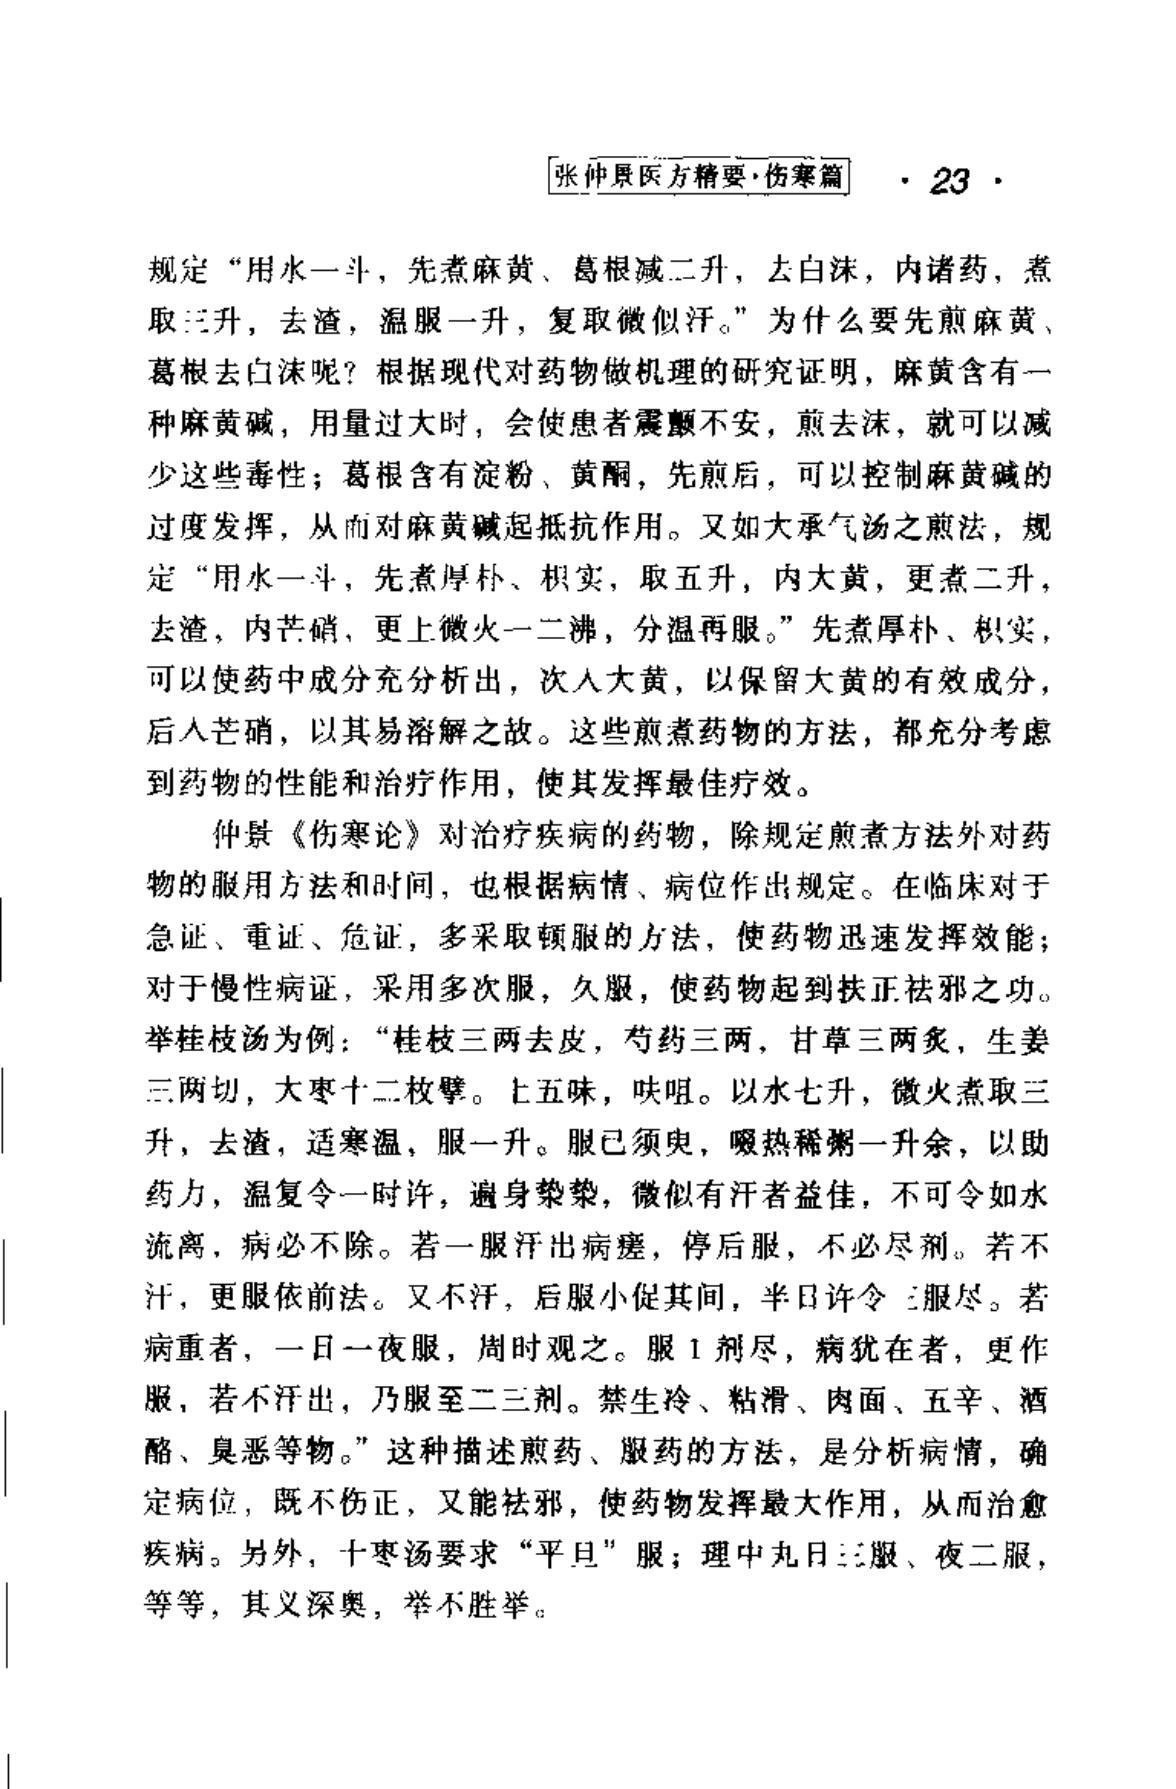 张仲景医方精要·伤寒篇 · 23 ·
规定“用水一斗，先煮麻黄、葛根减二升，去白沫，内诸药，煮
取三升，去渣，温服一升，复取微似汗。”为什么要先煎麻黄、
葛根去白沫呢？根据现代对药物做机理的研究证明，麻黄含有一
种麻黄碱，用量过大时，会使患者震颤不安，煎去沫，就可以减
少这些毒性；葛根含有淀粉、黄酮，先煎后，可以控制麻黄碱的
过度发挥，从而对麻黄碱起抵抗作用。又如大承气汤之煎法，规
定“用水一斗，先煮厚朴、枳实，取五升，内大黄，更煮二升，
去渣，内芒硝，更上微火一二沸，分温再服。”先煮厚朴、枳实，
可以使药中成分充分析出，次入大黄，以保留大黄的有效成分，
后入芒硝，以其易溶解之故。这些煎煮药物的方法，都充分考虑
到药物的性能和治疗作用，使其发挥最佳疗效。
仲景《伤寒论》对治疗疾病的药物，除规定煎煮方法外对药
物的服用方法和时间，也根据病情、病位作出规定。在临床对于
急证、重证、危证，多采取顿服的方法，使药物迅速发挥效能；
对于慢性病证，采用多次服，久服，使药物起到扶正祛邪之功。
举桂枝汤为例：“桂枝三两去皮，芍药三两，甘草三两炙，生姜
三两切，大枣十二枚擘。上五味，㕮咀。以水七升，微火煮取三
升，去渣，适寒温，服一升。服已须臾，啜热稀粥一升余，以助
药力，温复令一时许，遍身漐漐，微似有汗者益佳，不可令如水
流离，病必不除。若一服汗出病瘥，停后服，不必尽剂。若不
汗，更服依前法。又不汗，后服小促其间，半日许令三服尽。若
病重者，一日一夜服，周时观之。服1剂尽，病犹在者，更作
服，若不汗出，乃服至二三剂。禁生冷、粘滑、肉面、五辛、酒
酪、臭恶等物。”这种描述煎药、服药的方法，是分析病情，确
定病位，既不伤正，又能祛邪，使药物发挥最大作用，从而治愈
疾病。另外，十枣汤要求“平旦”服；理中丸日三服、夜二服，
等等，其义深奥，举不胜举。